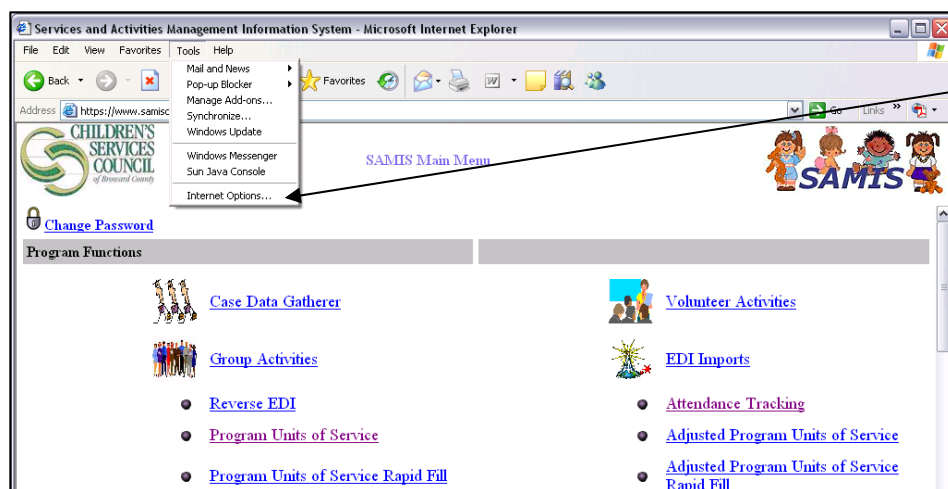 Services and Activities Management Information System - Microsoft Internet Explorer
File Edit View Favorites Tools Help
Back Favorites
Mail and News
Pop-up Blocker
Manage Add-ons...
Synchronize...
Windows Update
Windows Messenger
Sun Java Console
Internet Options...
Address https://www.samisc Go Links »
CHILDREN'S
SERVICES
COUNCIL
of Broward County
SAMIS Main Menu
SAMIS
Change Password
Program Functions
Case Data Gatherer Volunteer Activities
Group Activities EDI Imports
Reverse EDI Attendance Tracking
Program Units of Service Adjusted Program Units of Service
Program Units of Service Rapid Fill Adjusted Program Units of Service
Rapid Fill